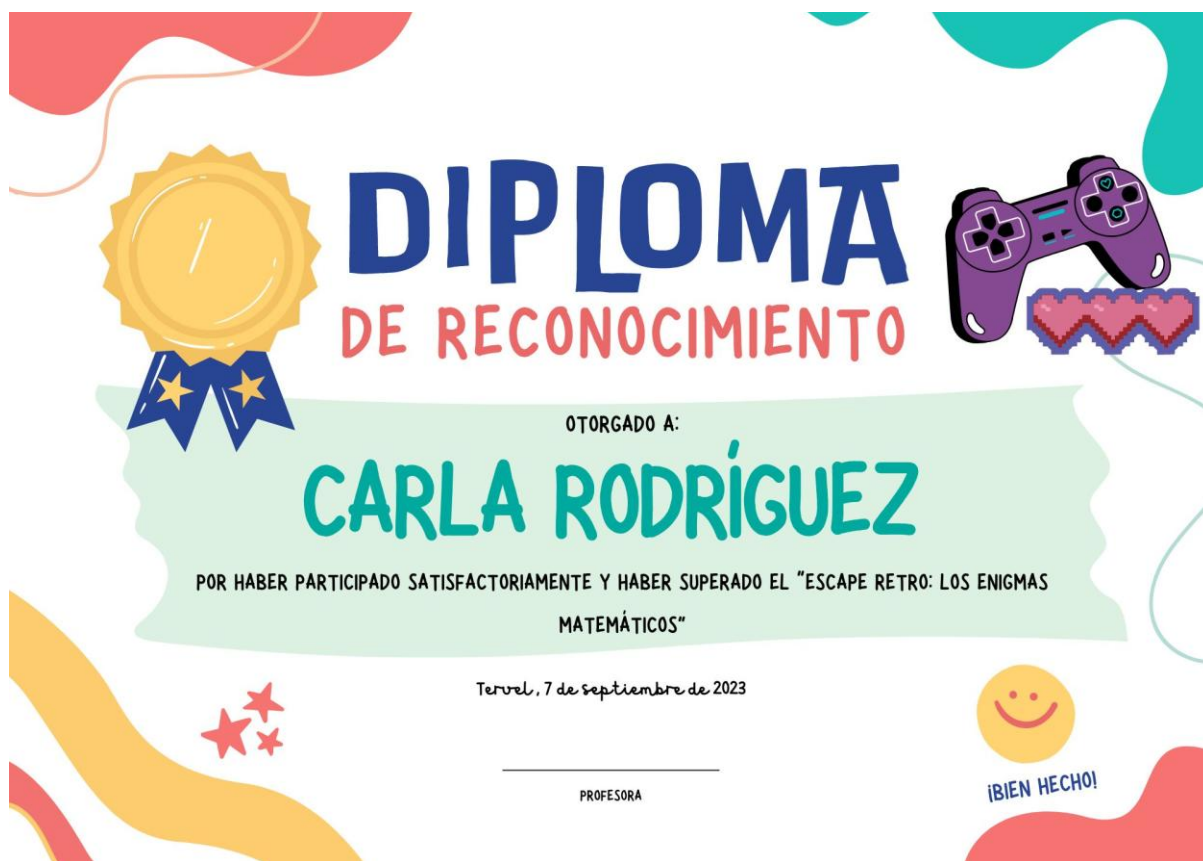 DIPLOMA
DE RECONOCIMIENTO
OTORGADO A:
CARLA RODRÍGUEZ
POR HABER PARTICIPADO SATISFACTORIAMENTE Y HABER SUPERADO EL "ESCAPE RETRO: LOS ENIGMAS
MATEMÁTICOS"
Teruel, 7 de septiembre de 2023
PROFESORA
¡BIEN HECHO!